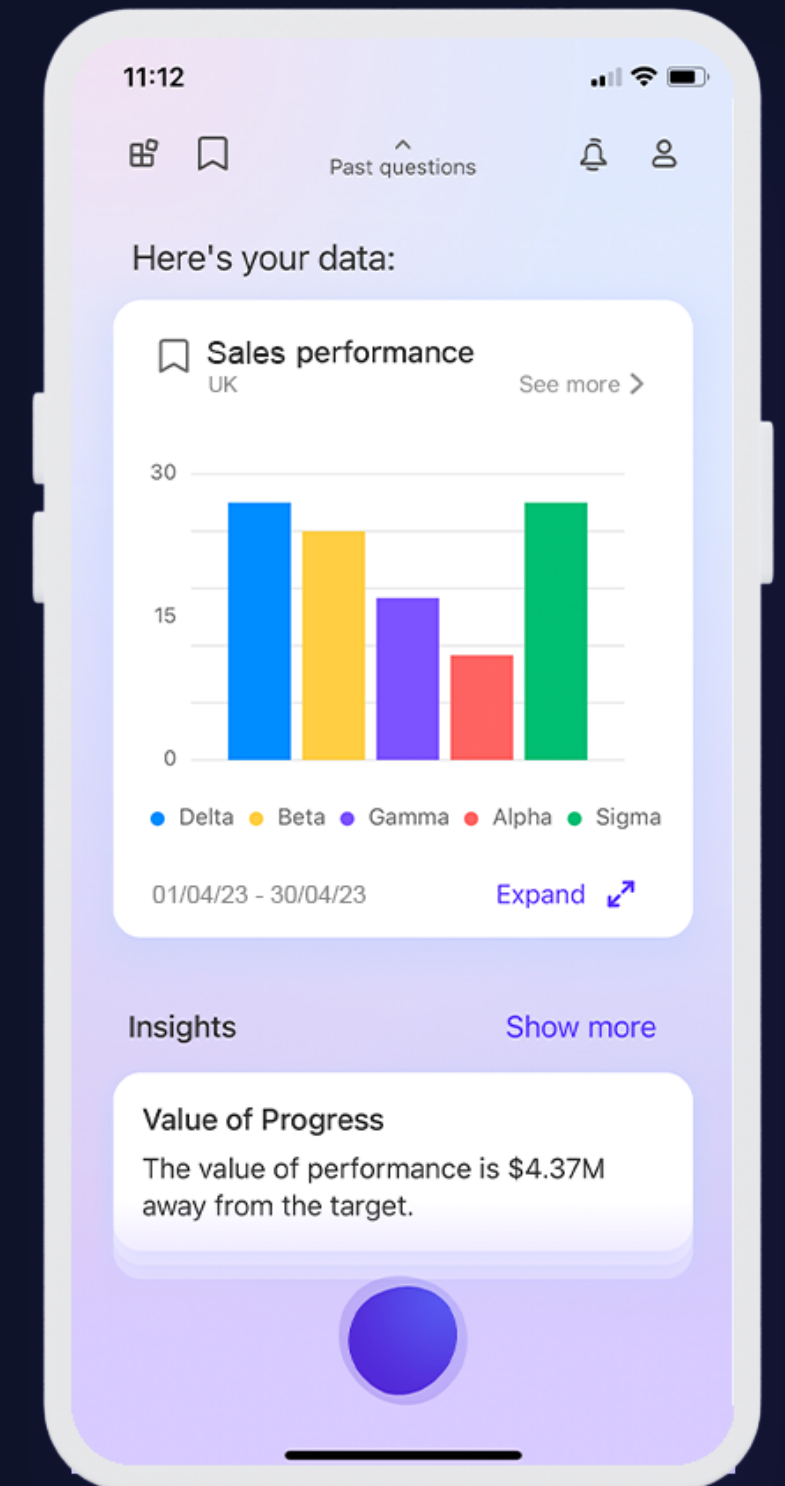 11:12
Past questions
Here's your data:
Sales performance
UK
See more
30
15
0
Delta Beta Gamma Alpha Sigma
01/04/23 - 30/04/23
Expand
Insights
Show more
Value of Progress
The value of performance is $4.37M
away from the target.